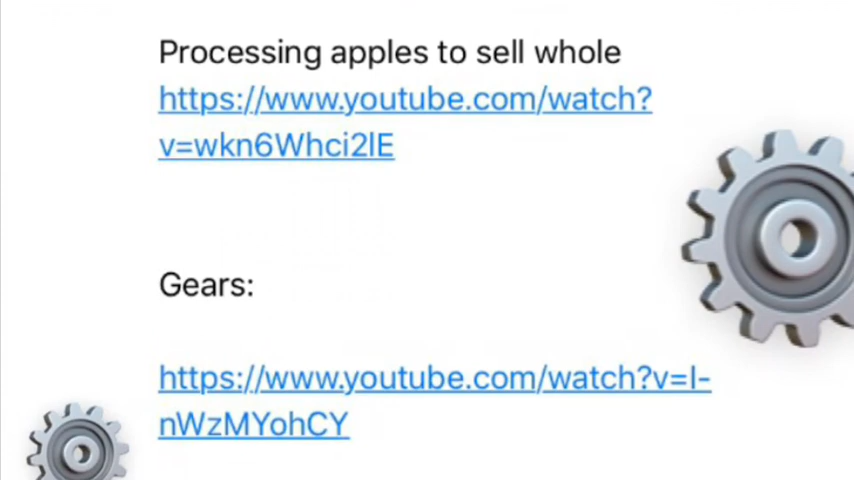 Processing apples to sell whole
https://www.youtube.com/watch?
v=wkn6Whci2lE
Gears:
https://www.youtube.com/watch?v=I-
nWzMYohCY